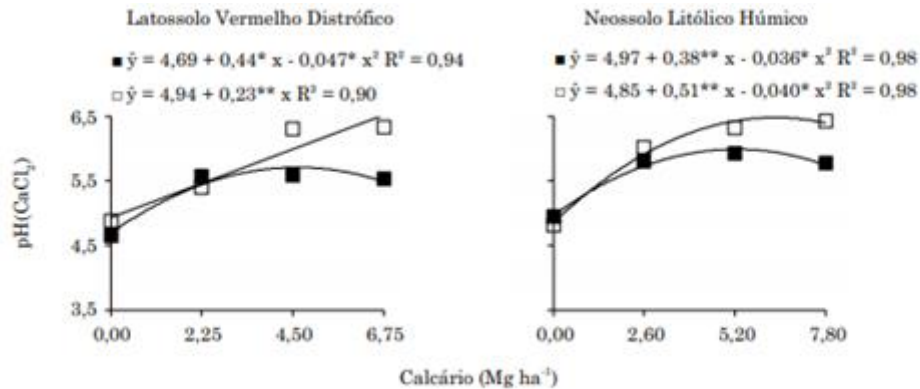 Latossolo Vermelho Distrófico
■ ŷ = 4,69 + 0,44* x - 0,047* x² R² = 0,94
□ ŷ = 4,94 + 0,23** x R² = 0,90
6,5
5,5
4,5
3,5
pH(CaCl₂)
0,00 2,25 4,50 6,75
Neossolo Litólico Húmico
■ ŷ = 4,97 + 0,38** x - 0,036* x² R² = 0,98
□ ŷ = 4,85 + 0,51** x - 0,040* x² R² = 0,98
0,00 2,60 5,20 7,80
Calcário (Mg ha⁻¹)